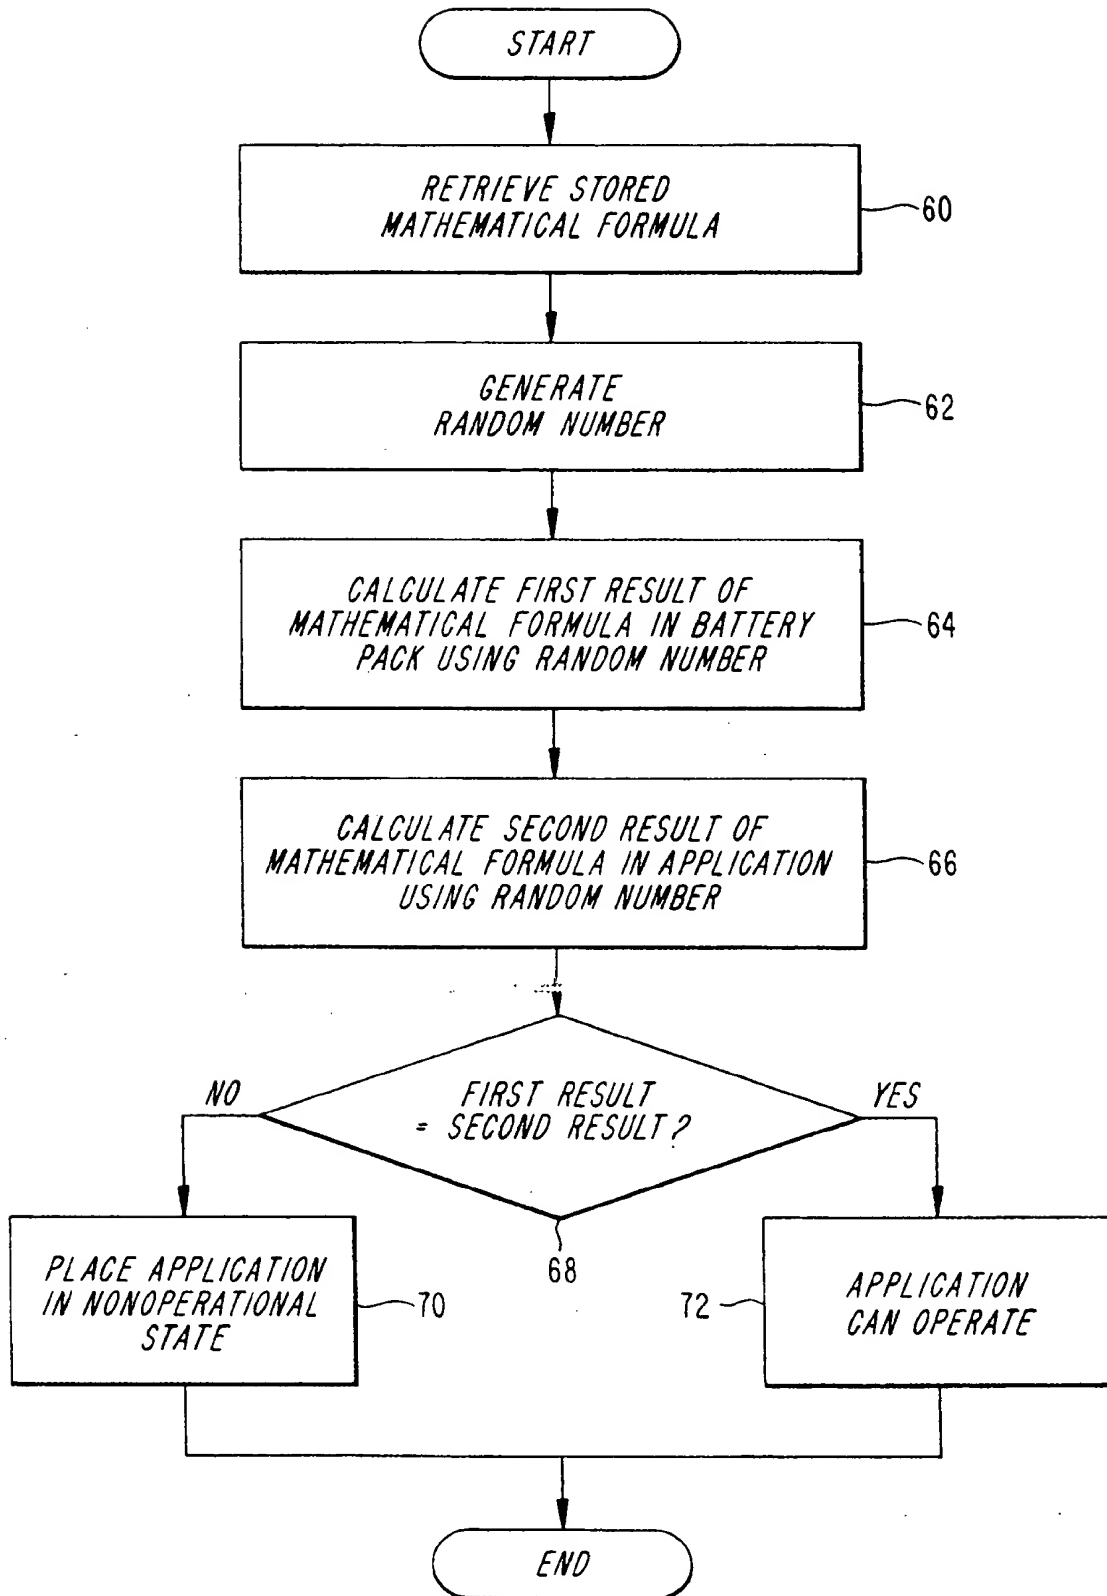 START
RETRIEVE STORED
MATHEMATICAL FORMULA
60
GENERATE
RANDOM NUMBER
62
CALCULATE FIRST RESULT OF
MATHEMATICAL FORMULA IN BATTERY
PACK USING RANDOM NUMBER
64
CALCULATE SECOND RESULT OF
MATHEMATICAL FORMULA IN APPLICATION
USING RANDOM NUMBER
66
NO
FIRST RESULT
= SECOND RESULT?
YES
68
PLACE APPLICATION
IN NONOPERATIONAL
STATE
70
72
APPLICATION
CAN OPERATE
END